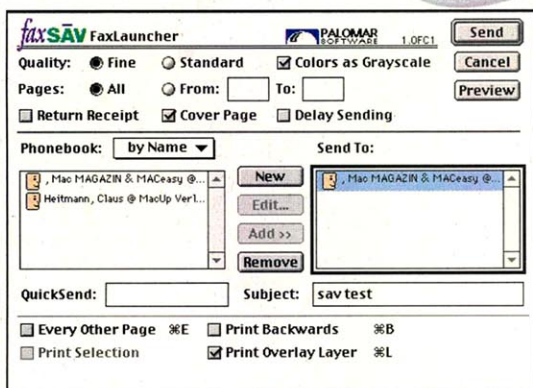 faxSĀV FaxLauncher PALOMAR SOFTWARE 1.0FC1 Send
Quality: Fine Standard Colors as Grayscale Cancel
Pages: All From: To: Preview
Return Receipt Cover Page Delay Sending
Phonebook: by Name Send To:
, Mac MAGAZIN & MACeasy @... New , Mac MAGAZIN & MACeasy @...
Heitmann, Claus @ MacUp Verl... Edit...
Add >>
Remove
QuickSend: Subject: sav test
Every Other Page ⌘E Print Backwards ⌘B
Print Selection Print Overlay Layer ⌘L